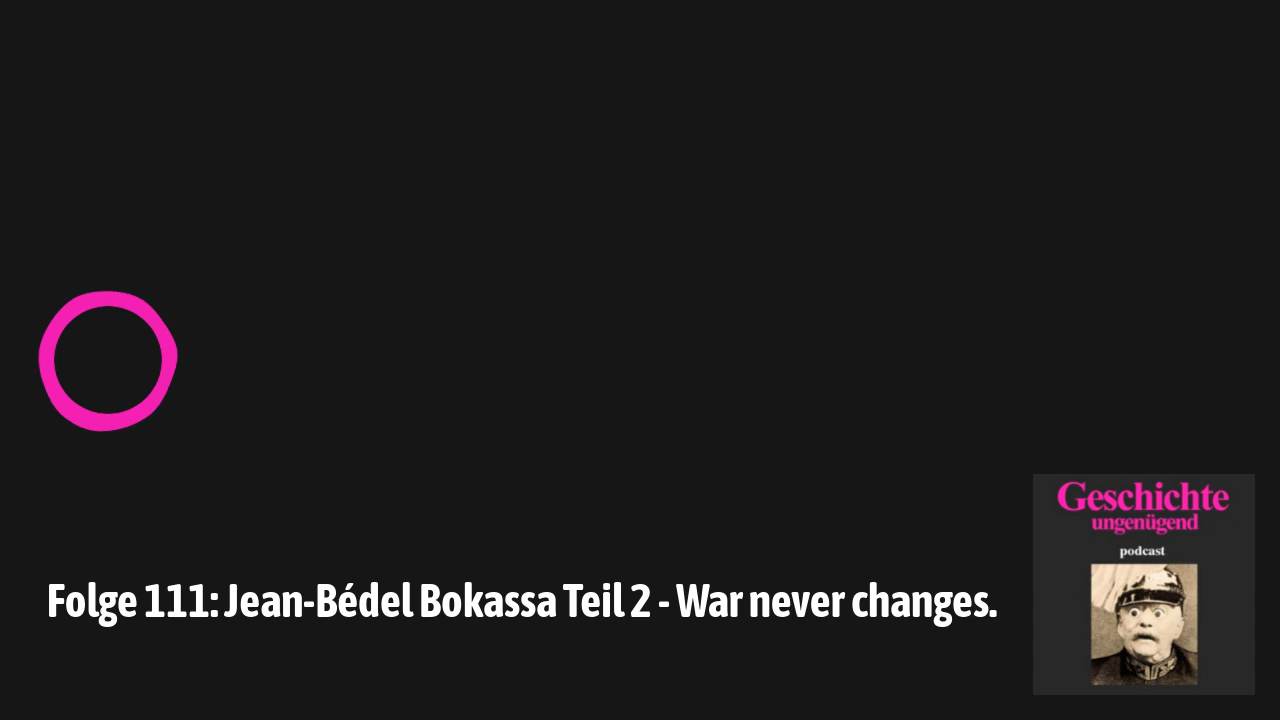 Geschichte
ungenügend
podcast
Folge 111: Jean-Bédel Bokassa Teil 2 - War never changes.